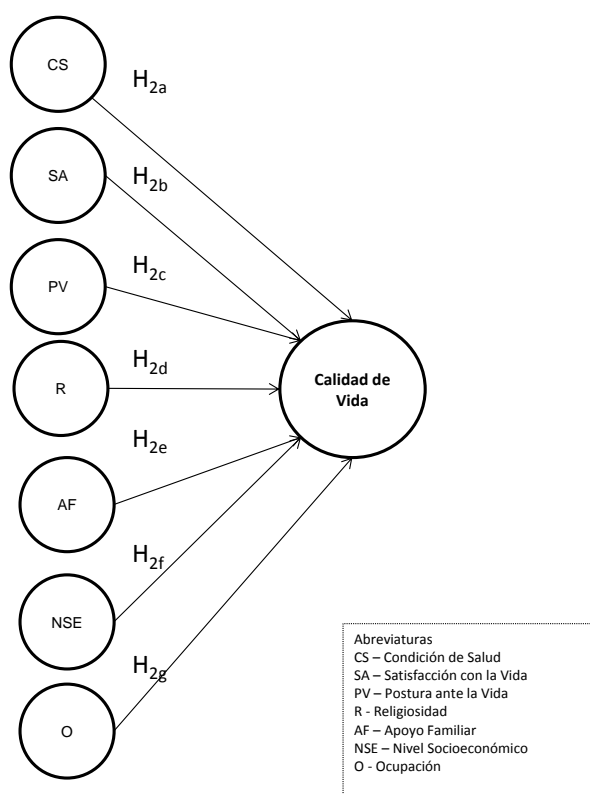 CS
H2a
SA
H2b
PV
H2c
R
H2d
Calidad de
Vida
H2e
AF
H2f
NSE
H2g
O
Abreviaturas
CS – Condición de Salud
SA – Satisfacción con la Vida
PV – Postura ante la Vida
R - Religiosidad
AF – Apoyo Familiar
NSE – Nivel Socioeconómico
O - Ocupación